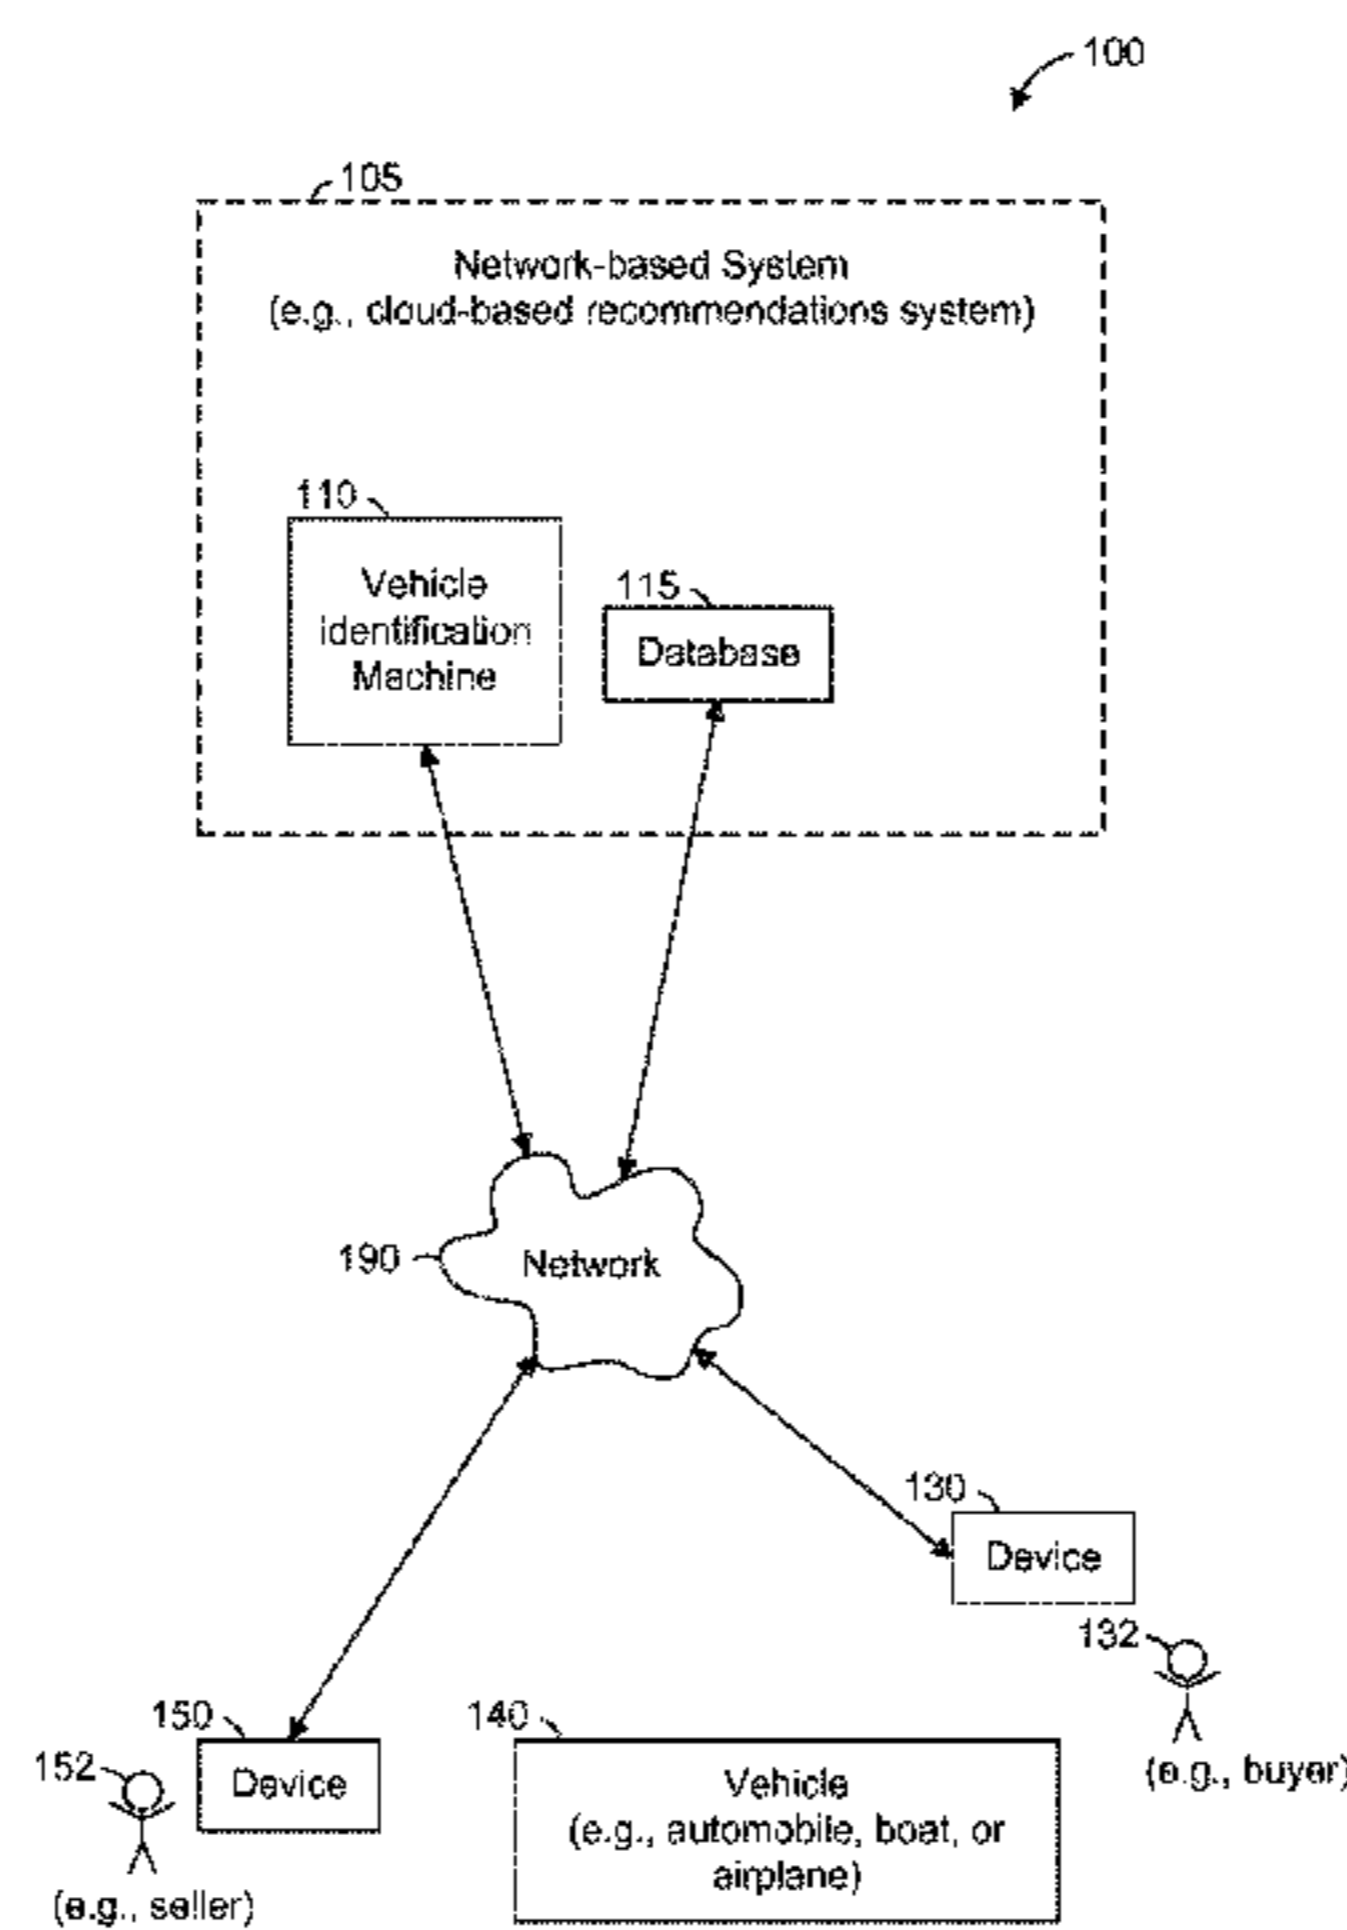 100
105
Network-based System
(e.g., cloud-based recommendations system)
110
Vehicle
Identification
Machine
115
Database
190
Network
130
Device
132
(e.g., buyer)
150
Device
152
(e.g., seller)
140
Vehicle
(e.g., automobile, boat, or
airplane)